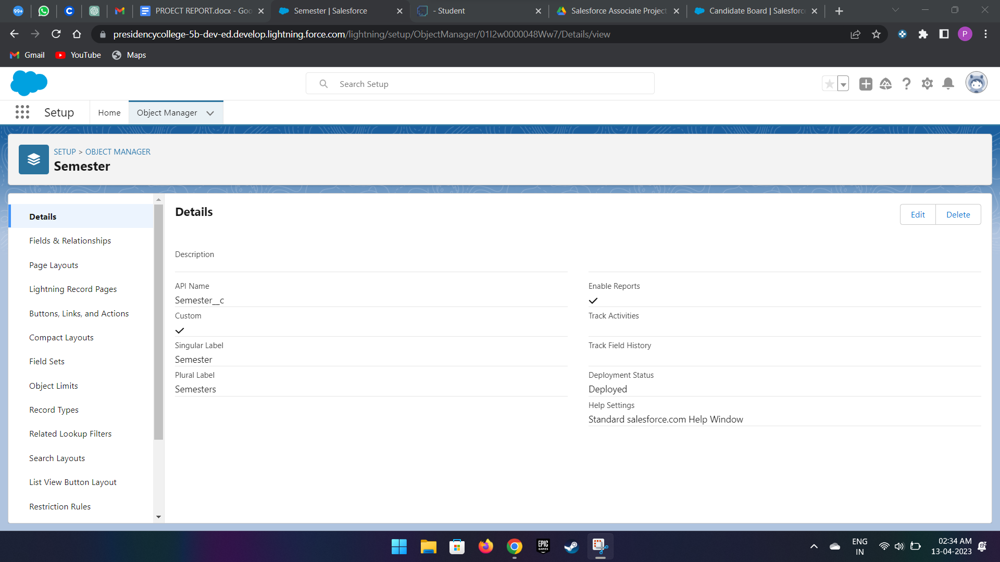 99+
PROECT REPORT.docx - Goo
Semester | Salesforce
- Student
Salesforce Associate Project
Candidate Board | Salesforc
presidencycollege-5b-dev-ed.develop.lightning.force.com/lightning/setup/ObjectManager/01I2w0000048Ww7/Details/view
P
Gmail
YouTube
Maps
Search Setup
Setup
Home
Object Manager
SETUP > OBJECT MANAGER
Semester
Details
Fields & Relationships
Page Layouts
Lightning Record Pages
Buttons, Links, and Actions
Compact Layouts
Field Sets
Object Limits
Record Types
Related Lookup Filters
Search Layouts
List View Button Layout
Restriction Rules
Details
Edit
Delete
Description
API Name
Semester__c
Custom
Singular Label
Semester
Plural Label
Semesters
Enable Reports
Track Activities
Track Field History
Deployment Status
Deployed
Help Settings
Standard salesforce.com Help Window
EPIC
GAMES
ENG
IN
02:34 AM
13-04-2023